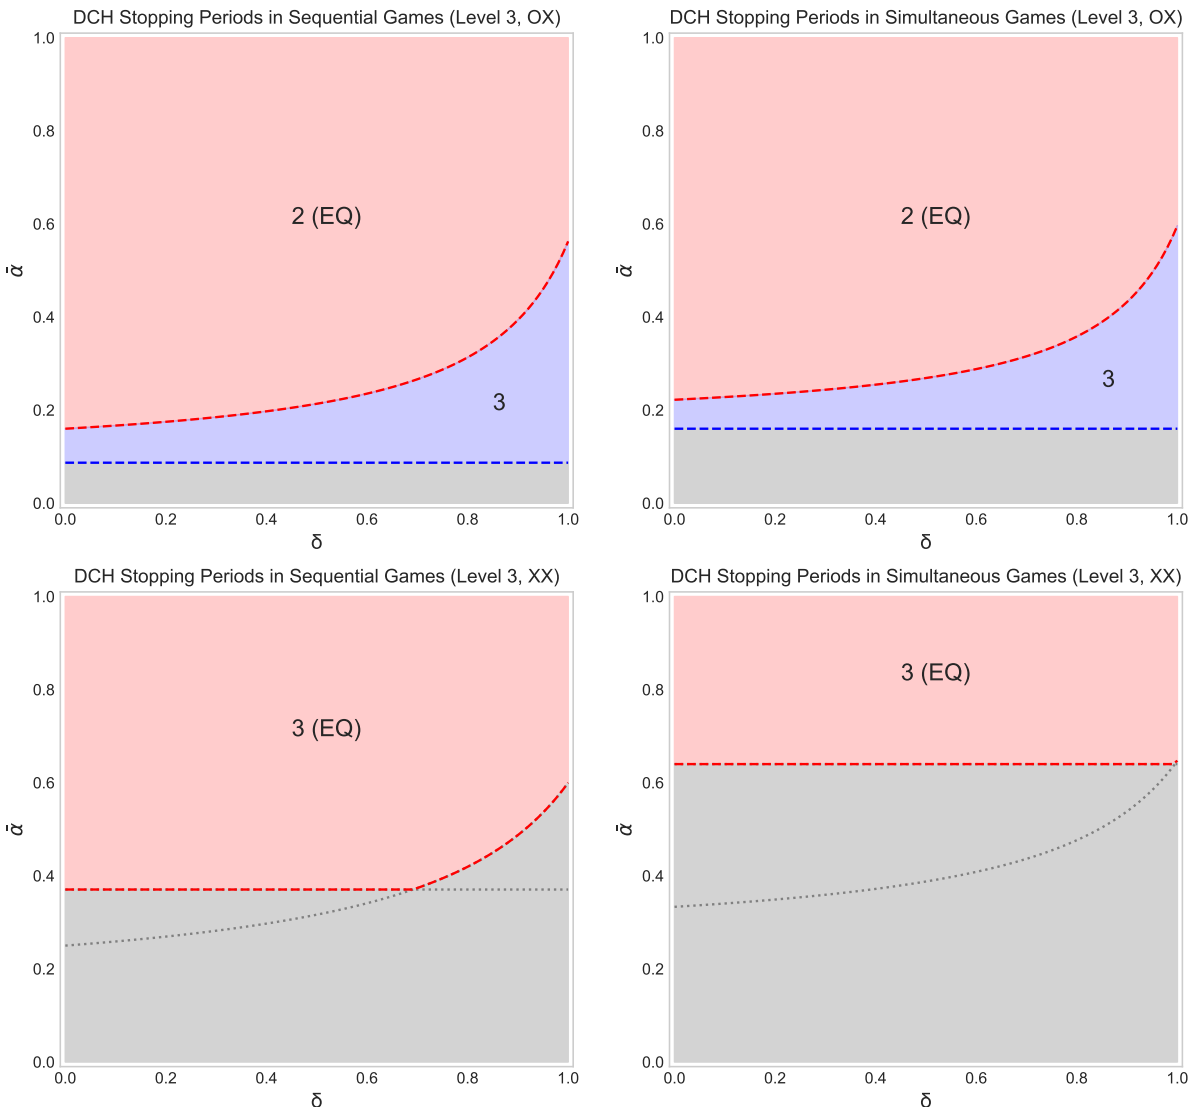 DCH Stopping Periods in Sequential Games (Level 3, OX)
1.0
0.8
0.6
0.4
0.2
0.0
ᾱ
2 (EQ)
3
0.0 0.2 0.4 0.6 0.8 1.0
δ
DCH Stopping Periods in Simultaneous Games (Level 3, OX)
1.0
0.8
0.6
0.4
0.2
0.0
ᾱ
2 (EQ)
3
0.0 0.2 0.4 0.6 0.8 1.0
δ
DCH Stopping Periods in Sequential Games (Level 3, XX)
1.0
0.8
0.6
0.4
0.2
0.0
ᾱ
3 (EQ)
0.0 0.2 0.4 0.6 0.8 1.0
δ
DCH Stopping Periods in Simultaneous Games (Level 3, XX)
1.0
0.8
0.6
0.4
0.2
0.0
ᾱ
3 (EQ)
0.0 0.2 0.4 0.6 0.8 1.0
δ